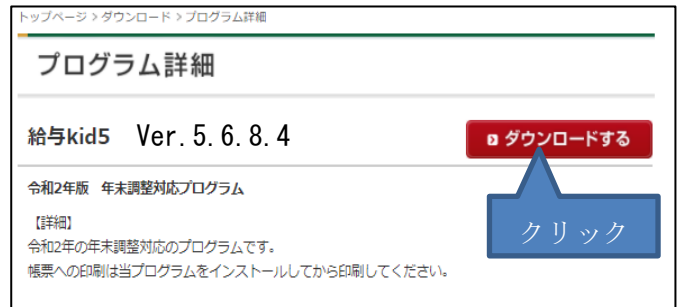 トップページ > ダウンロード > プログラム詳細
プログラム詳細
給与kid5 Ver.5.6.8.4
ダウンロードする
令和2年版 年末調整対応プログラム
クリック
【詳細】
令和2年の年末調整対応のプログラムです。
帳票への印刷は当プログラムをインストールしてから印刷してください。